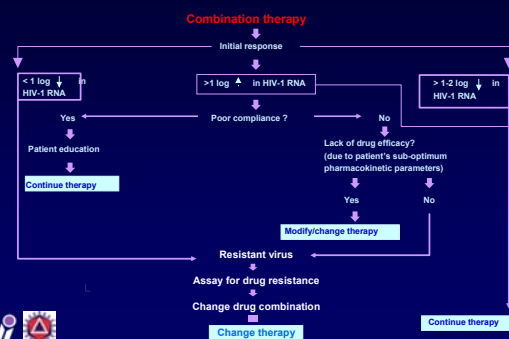 Combination therapy
Initial response
< 1 log ↓ in
HIV-1 RNA
>1 log ↑ in HIV-1 RNA
> 1-2 log ↓ in
HIV-1 RNA
Yes
Poor compliance ?
No
Patient education
Lack of drug efficacy?
(due to patient's sub-optimum
pharmacokinetic parameters)
Continue therapy
Yes
No
Modify/change therapy
Resistant virus
Assay for drug resistance
Change drug combination
Change therapy
Continue therapy